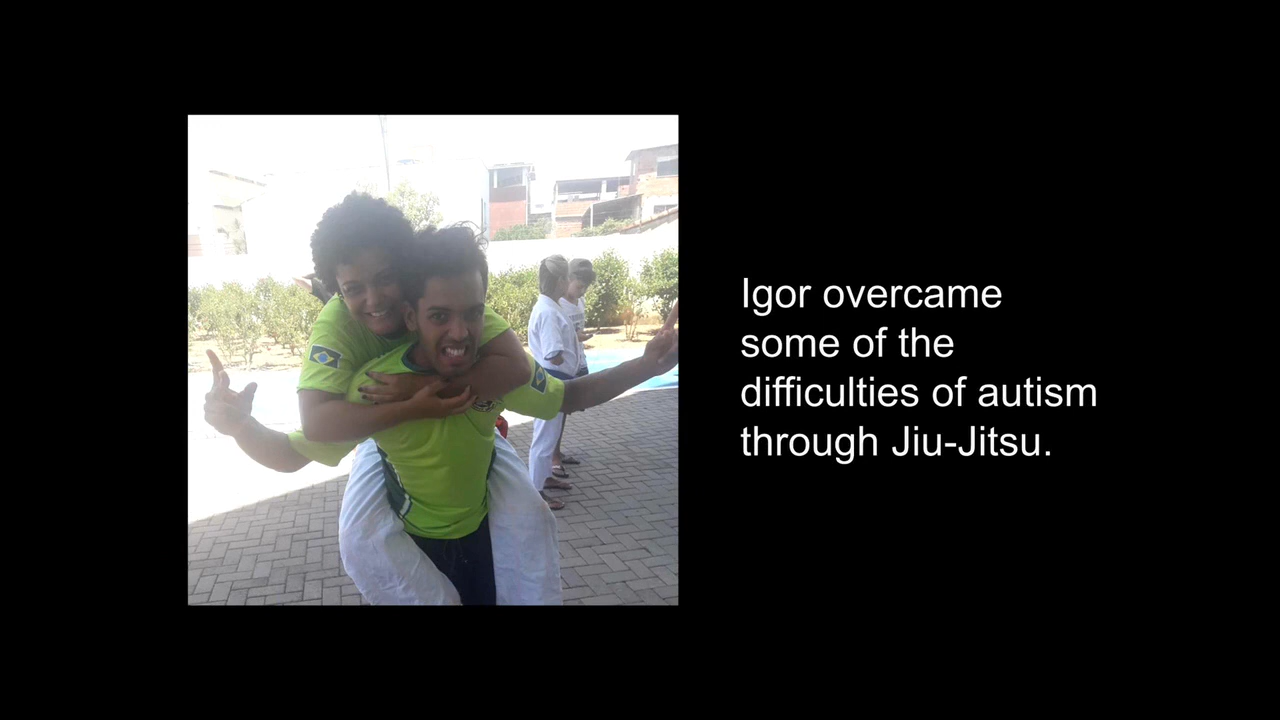 Igor overcame
some of the
difficulties of autism
through Jiu-Jitsu.